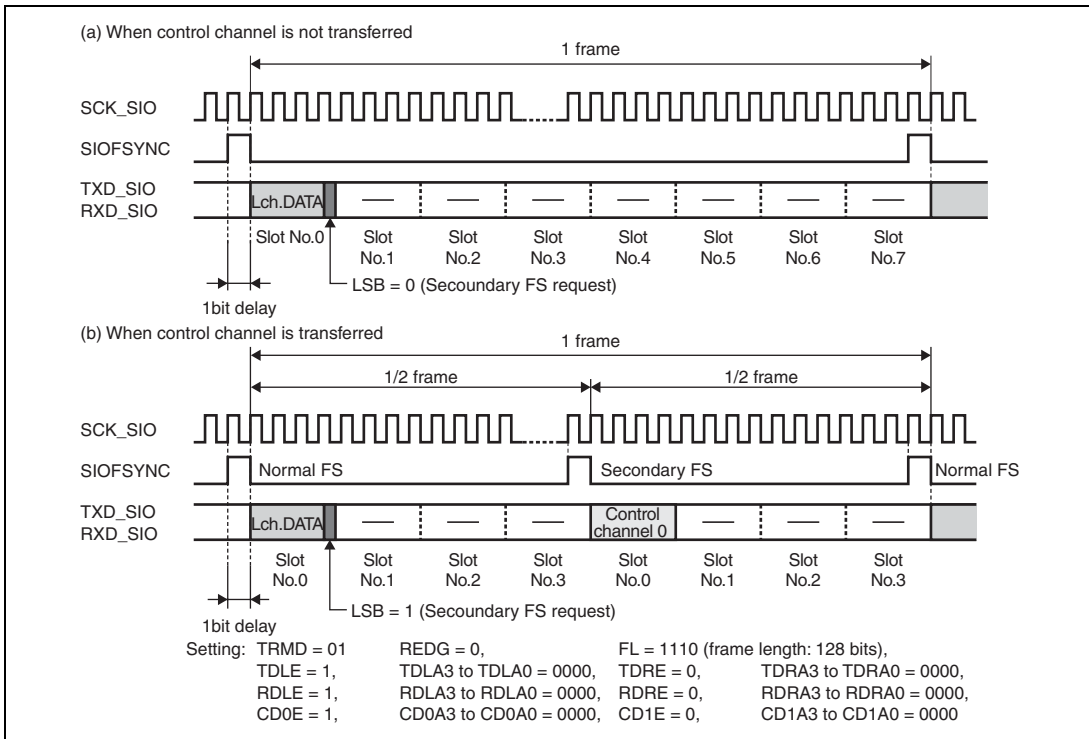 (a) When control channel is not transferred
1 frame
SCK_SIO
SIOFSYNC
TXD_SIO
RXD_SIO
Lch.DATA
Slot No.0
Slot No.1
Slot No.2
Slot No.3
Slot No.4
Slot No.5
Slot No.6
Slot No.7
LSB = 0 (Secoundary FS request)
1bit delay
(b) When control channel is transferred
1 frame
1/2 frame
1/2 frame
SCK_SIO
SIOFSYNC
Normal FS
Secondary FS
Normal FS
TXD_SIO
RXD_SIO
Lch.DATA
Control channel 0
Slot No.0
Slot No.1
Slot No.2
Slot No.3
Slot No.0
Slot No.1
Slot No.2
Slot No.3
LSB = 1 (Secoundary FS request)
1bit delay
Setting: TRMD = 01 REDG = 0, FL = 1110 (frame length: 128 bits),
TDLE = 1, TDLA3 to TDLA0 = 0000, TDRE = 0, TDRA3 to TDRA0 = 0000,
RDLE = 1, RDLA3 to RDLA0 = 0000, RDRE = 0, RDRA3 to RDRA0 = 0000,
CD0E = 1, CD0A3 to CD0A0 = 0000, CD1E = 0, CD1A3 to CD1A0 = 0000